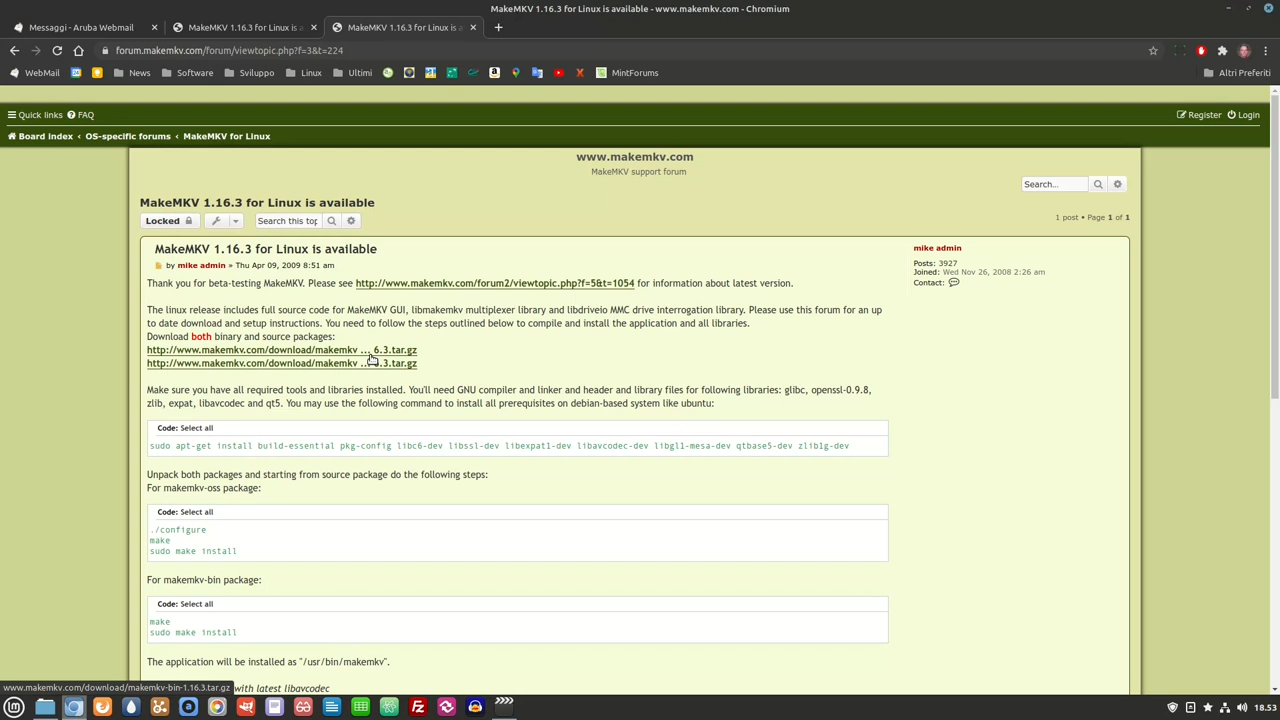 MakeMKV 1.16.3 for Linux is available - www.makemkv.com - Chromium
Messaggi - Aruba Webmail
MakeMKV 1.16.3 for Linux is a
MakeMKV 1.16.3 for Linux is a
forum.makemkv.com/forum/viewtopic.php?f=3&t=224
WebMail
News
Software
Sviluppo
Linux
Ultimi
MintForums
Altri Preferiti
Quick links
FAQ
Register
Login
Board index ‹ OS-specific forums ‹ MakeMKV for Linux
www.makemkv.com
MakeMKV support forum
Search...
MakeMKV 1.16.3 for Linux is available
Locked
Search this top
1 post • Page 1 of 1
MakeMKV 1.16.3 for Linux is available
by mike admin » Thu Apr 09, 2009 8:51 am
mike admin
Posts: 3927
Joined: Wed Nov 26, 2008 2:26 am
Contact:
Thank you for beta-testing MakeMKV. Please see http://www.makemkv.com/forum2/viewtopic.php?f=5&t=1054 for information about latest version.
The linux release includes full source code for MakeMKV GUI, libmakemkv multiplexer library and libdriveio MMC drive interrogation library. Please use this forum for an up
to date download and setup instructions. You need to follow the steps outlined below to compile and install the application and all libraries.
Download both binary and source packages:
http://www.makemkv.com/download/makemkv ... 6.3.tar.gz
http://www.makemkv.com/download/makemkv ... .3.tar.gz
Make sure you have all required tools and libraries installed. You'll need GNU compiler and linker and header and library files for following libraries: glibc, openssl-0.9.8,
zlib, expat, libavcodec and qt5. You may use the following command to install all prerequisites on debian-based system like ubuntu:
Code: Select all
sudo apt-get install build-essential pkg-config libc6-dev libssl-dev libexpat1-dev libavcodec-dev libgl1-mesa-dev qtbase5-dev zlib1g-dev
Unpack both packages and starting from source package do the following steps:
For makemkv-oss package:
Code: Select all
./configure
make
sudo make install
For makemkv-bin package:
Code: Select all
make
sudo make install
The application will be installed as "/usr/bin/makemkv".
www.makemkv.com/download/makemkv-bin-1.16.3.tar.gz
with latest libavcodec
18.53